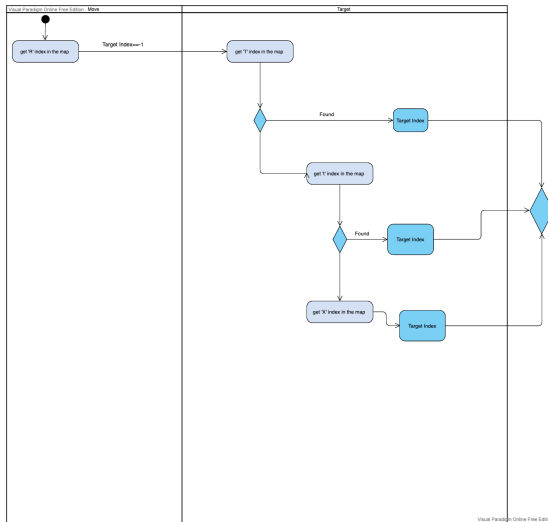 Visual Paradigm Online Free Edition
Move
Target
get 'R' index in the map
Target Index==-1
get 'T' index in the map
Found
Target Index
get '!' index in the map
Found
Target Index
get 'X' index in the map
Target Index
Visual Paradigm Online Free Edit